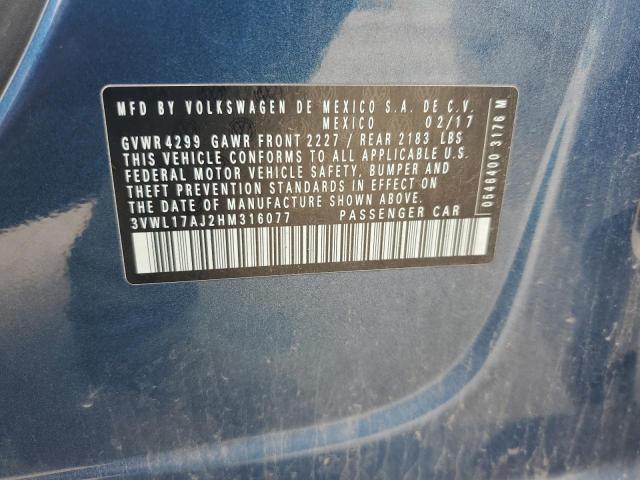 MFD BY VOLKSWAGEN DE MEXICO S.A. DE C.V.
MEXICO 02/17
GVWR 4299 GAWR FRONT 2227 / REAR 2183 LBS
THIS VEHICLE CONFORMS TO ALL APPLICABLE U.S.
FEDERAL MOTOR VEHICLE SAFETY, BUMPER AND
THEFT PREVENTION STANDARDS IN EFFECT ON THE
DATE OF MANUFACTURE SHOWN ABOVE.
3VWL17AJ2HM316077 PASSENGER CAR
0546400 3176 M